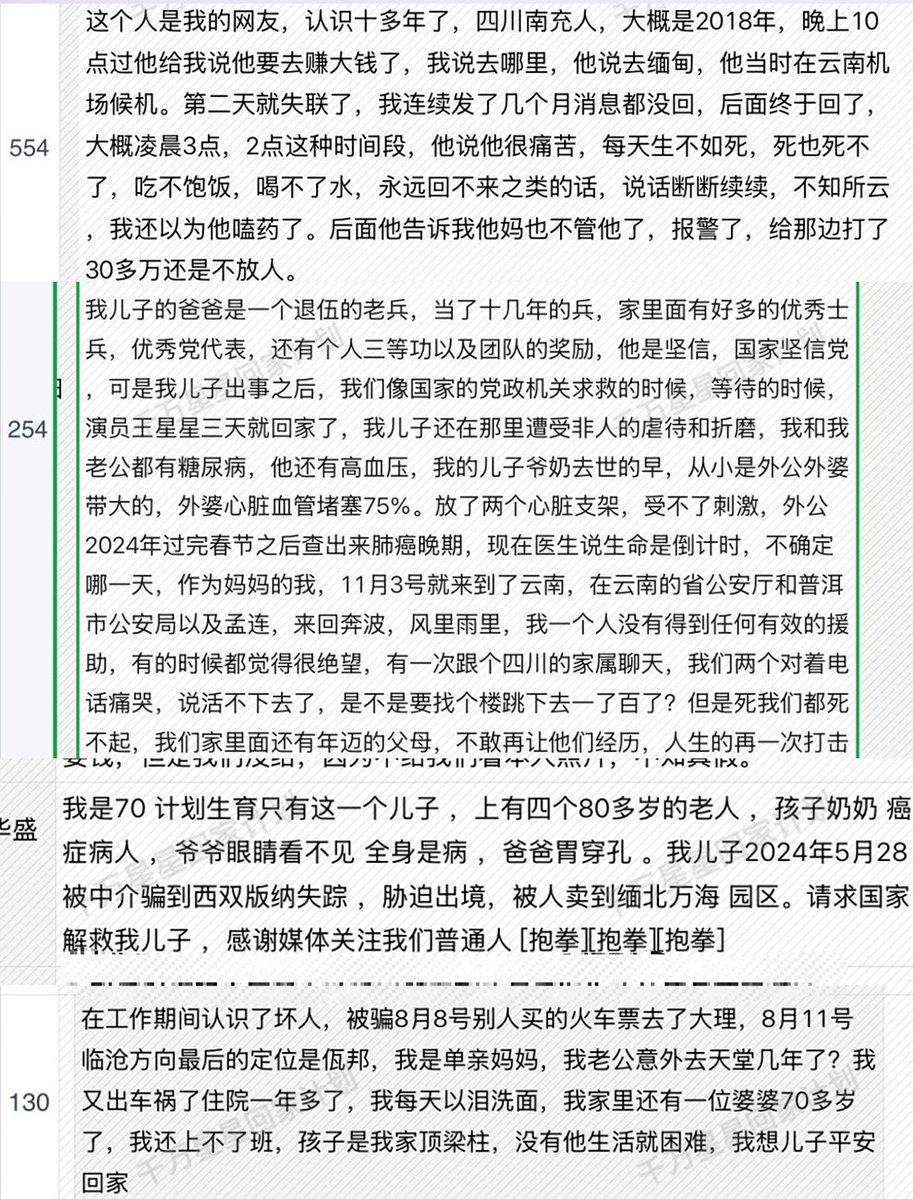 这个人是我的网友，认识十多年了，四川南充人，大概是2018年，晚上10
点过他给我说他要去赚大钱了，我说去哪里，他说去缅甸，他当时在云南机
场候机。第二天就失联了，我连续发了几个月消息都没回，后面终于回了，
554
大概凌晨3点，2点这种时间段，他说他很痛苦，每天生不如死，死也死不
了，吃不饱饭，喝不了水，永远回不来之类的话，说话断断续续，不知所云
，我还以为他嗑药了。后面他告诉我他妈也不管他了，报警了，给那边打了
30多万还是不放人。
我儿子的爸爸是一个退伍的老兵，当了十几年的兵，家里面有好多的优秀士
兵，优秀党代表，还有个人三等功以及团队的奖励，他是坚信，国家坚信党
，可是我儿子出事之后，我们像国家的党政机关求救的时候，等待的时候，
254
演员王星星三天就回家了，我儿子还在那里遭受非人的虐待和折磨，我和我
老公都有糖尿病，他还有高血压，我的儿子爷奶去世的早，从小是外公外婆
带大的，外婆心脏血管堵塞75%。放了两个心脏支架，受不了刺激，外公
2024年过完春节之后查出来肺癌晚期，现在医生说生命是倒计时，不确定
哪一天，作为妈妈的我，11月3号就来到了云南，在云南的省公安厅和普洱
市公安局以及孟连，来回奔波，风里雨里，我一个人没有得到任何有效的援
助，有的时候都觉得很绝望，有一次跟个四川的家属聊天，我们两个对着电
话痛哭，说活不下去了，是不是要找个楼跳下去一了百了？但是死我们都死
不起，我们家里面还有年迈的父母，不敢再让他们经历，人生的再一次打击
要钱，但是我们没给，因为不给我们看本人照片，不知真假。
我是70 计划生育只有这一个儿子 ，上有四个80多岁的老人 ，孩子奶奶 癌
华盛
症病人 ，爷爷眼睛看不见 全身是病 ，爸爸胃穿孔 。我儿子2024年5月28
被中介骗到西双版纳失踪 ，胁迫出境，被人卖到缅北万海 园区。请求国家
解救我儿子 ，感谢媒体关注我们普通人 [抱拳][抱拳][抱拳]
在工作期间认识了坏人，被骗8月8号别人买的火车票去了大理，8月11号
临沧方向最后的定位是佤邦，我是单亲妈妈，我老公意外去天堂几年了？我
130
又出车祸了住院一年多了，我每天以泪洗面，我家里还有一位婆婆70多岁
了，我还上不了班，孩子是我家顶梁柱，没有他生活就困难，我想儿子平安
回家
千万星星回家计划